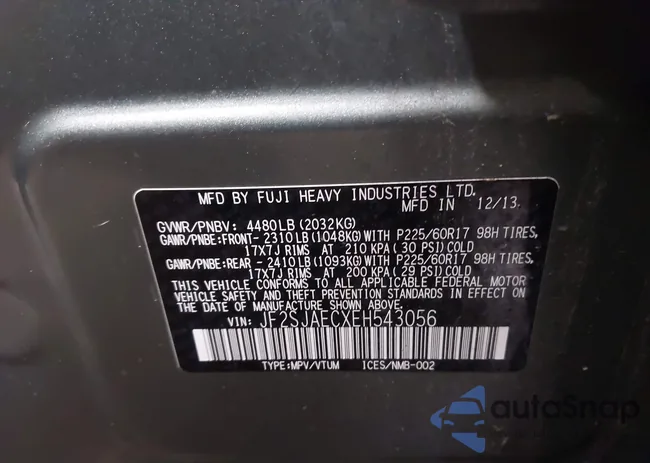 MFD BY FUJI HEAVY INDUSTRIES LTD.
MFD IN 12/13.
GVWR/PNBV: 4480LB(2032KG)
GAWR/PNBE:FRONT-2310LB(1048KG)WITH P225/60R17 98H TIRES,
17X7J RIMS AT 210 KPA(30 PSI)COLD
GAWR/PNBE:REAR -2410LB(1093KG)WITH P225/60R17 98H TIRES,
17X7J RIMS AT 200 KPA(29 PSI)COLD
THIS VEHICLE CONFORMS TO ALL APPLICABLE FEDERAL MOTOR
VEHICLE SAFETY AND THEFT PREVENTION STANDARDS IN EFFECT
ON THE DATE OF MANUFACTURE SHOWN ABOVE.
VIN: JF2SJAECXEH543056
TYPE:MPV/VTUM ICES/NMB-002
autoSnap